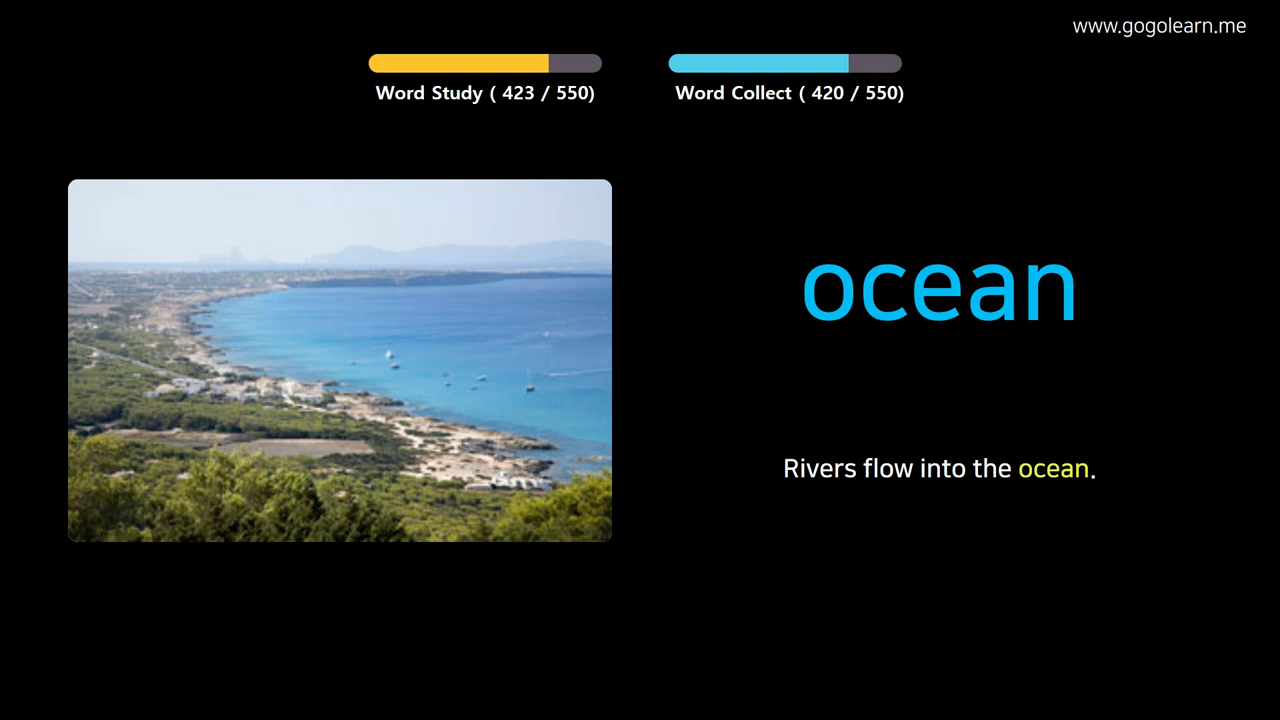 www.gogolearn.me
Word Study ( 423 / 550)
Word Collect ( 420 / 550)
ocean
Rivers flow into the ocean.